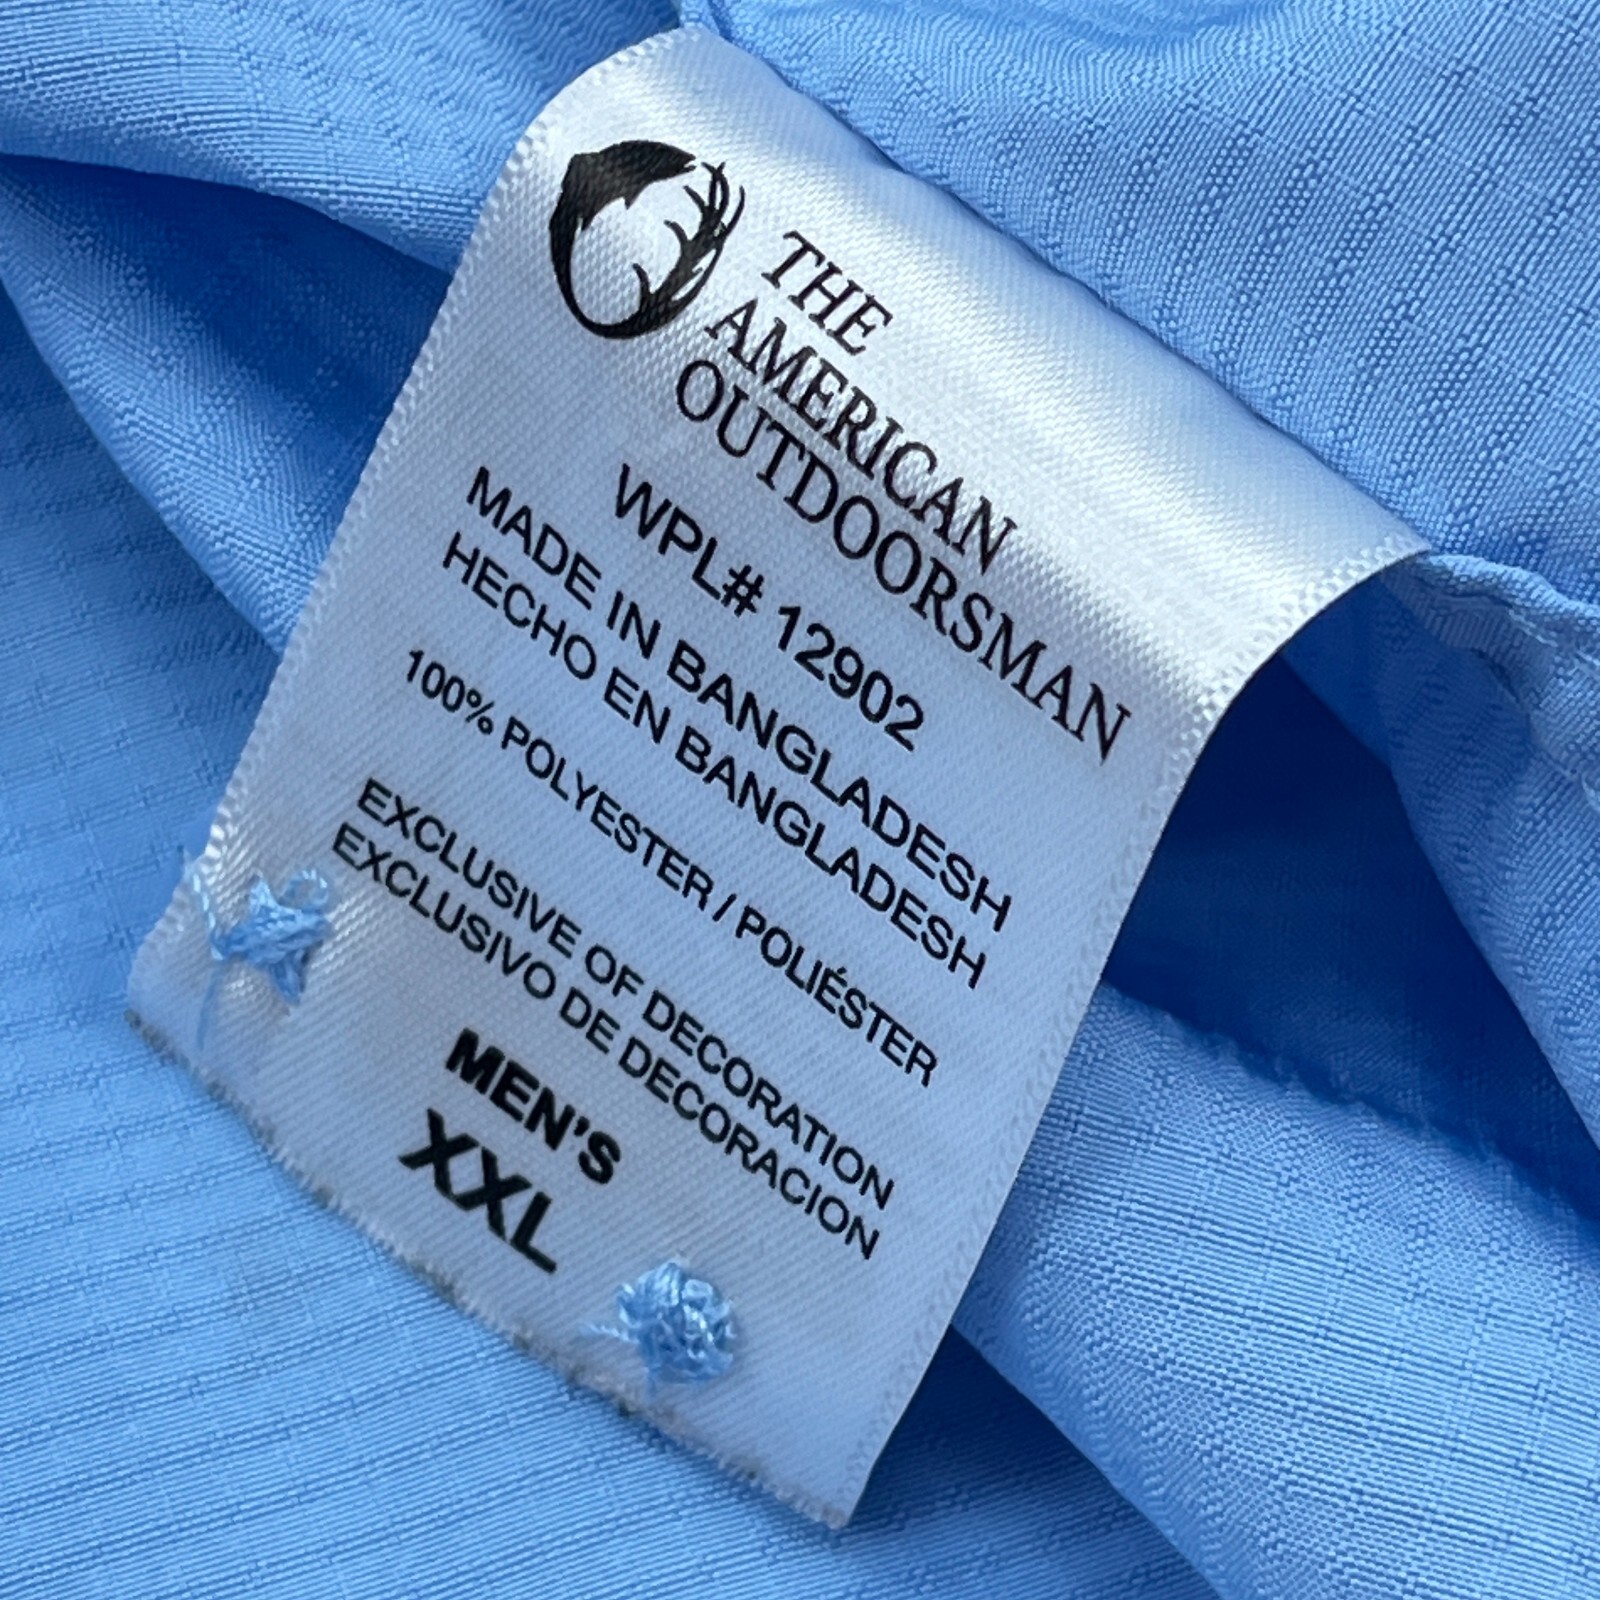 THE
AMERICAN
OUTDOORSMAN
WPL# 12902
MADE IN BANGLADESH
HECHO EN BANGLADESH
100% POLYESTER / POLIÉSTER
EXCLUSIVE OF DECORATION
EXCLUSIVO DE DECORACION
MEN'S
XXL